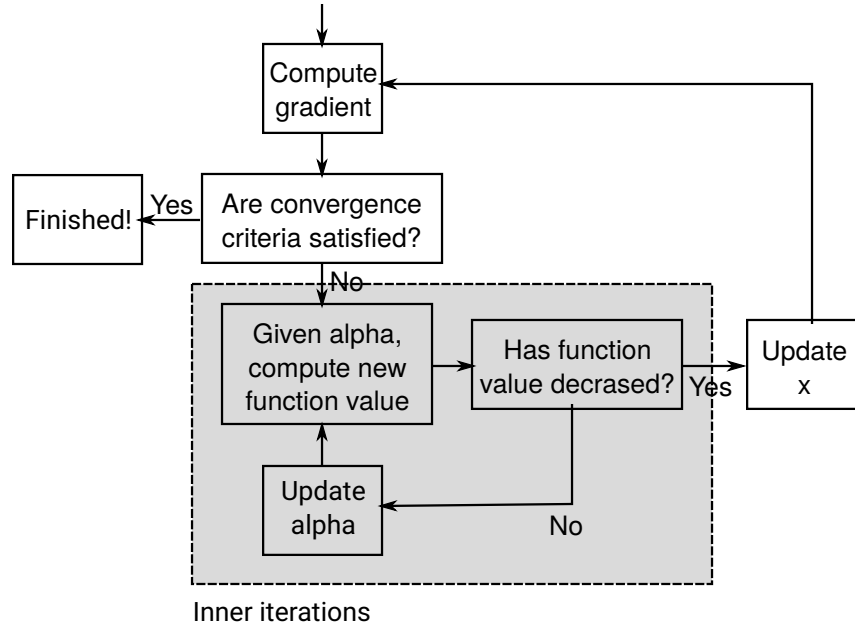 Compute
gradient
Finished!
Yes
Are convergence
criteria satisfied?
No
Given alpha,
compute new
function value
Has function
value decrased?
Yes
Update
x
Update
alpha
No
Inner iterations